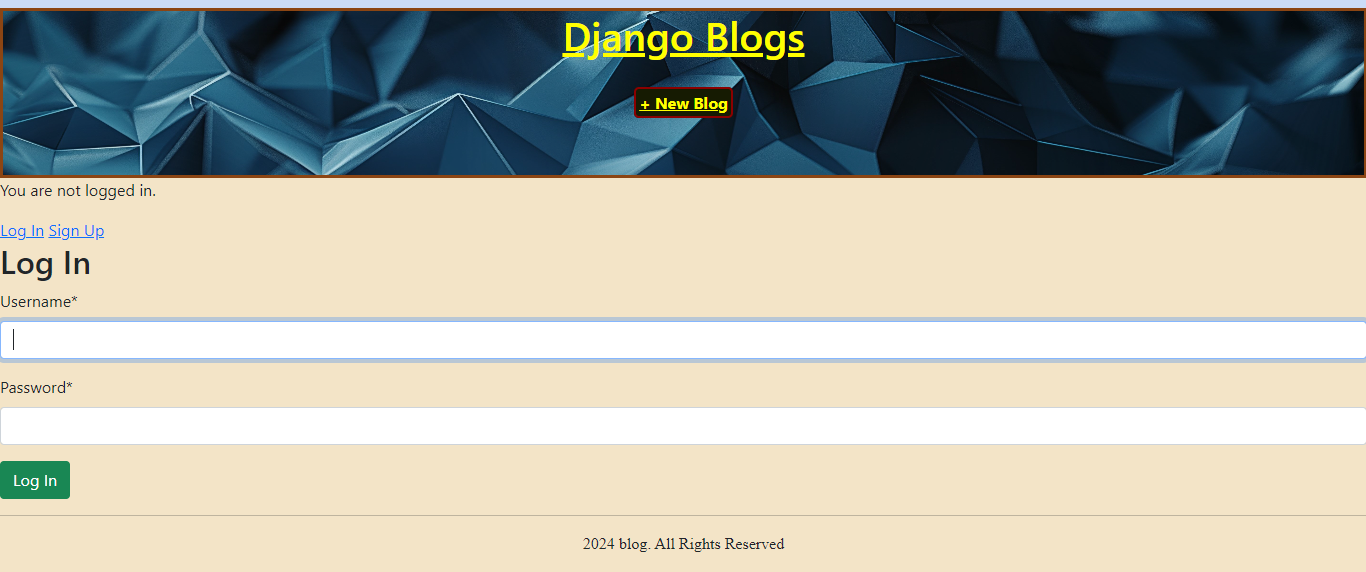 Django Blogs
+ New Blog
You are not logged in.
Log In Sign Up
Log In
Username*
Password*
Log In
2024 blog. All Rights Reserved